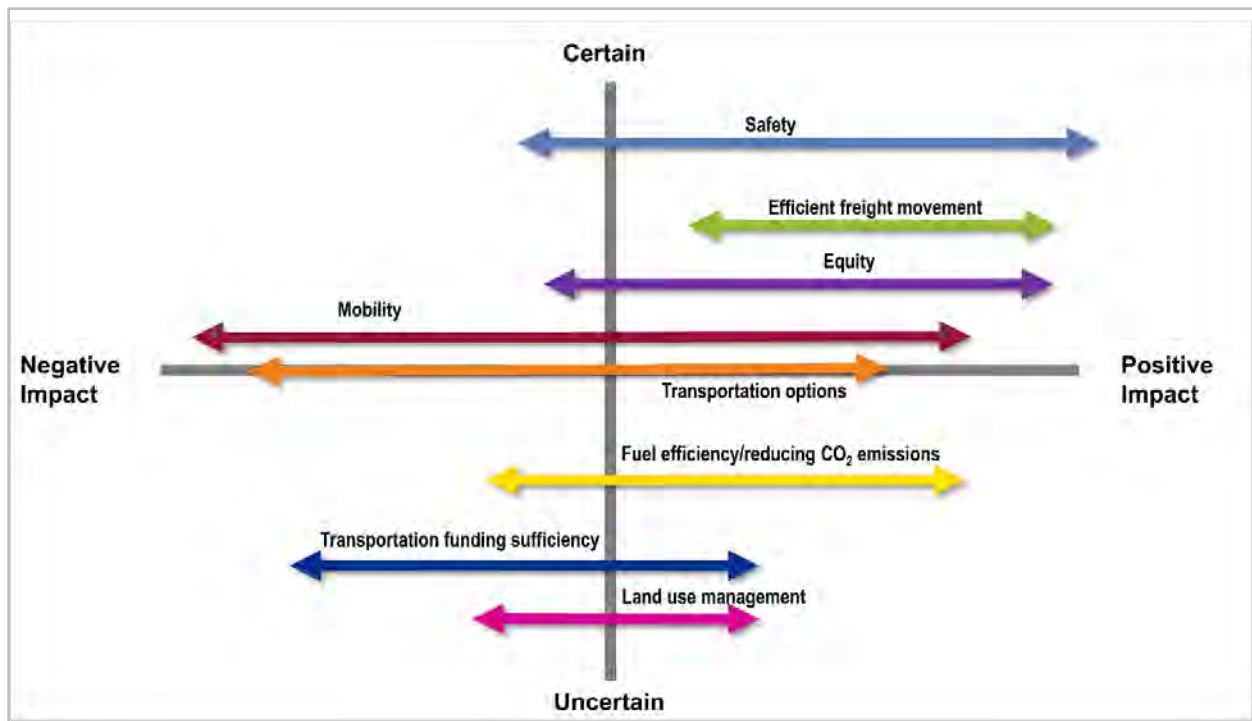 Certain
Safety
Efficient freight movement
Equity
Mobility
Negative
Impact
Positive
Impact
Transportation options
Fuel efficiency/reducing CO₂ emissions
Transportation funding sufficiency
Land use management
Uncertain